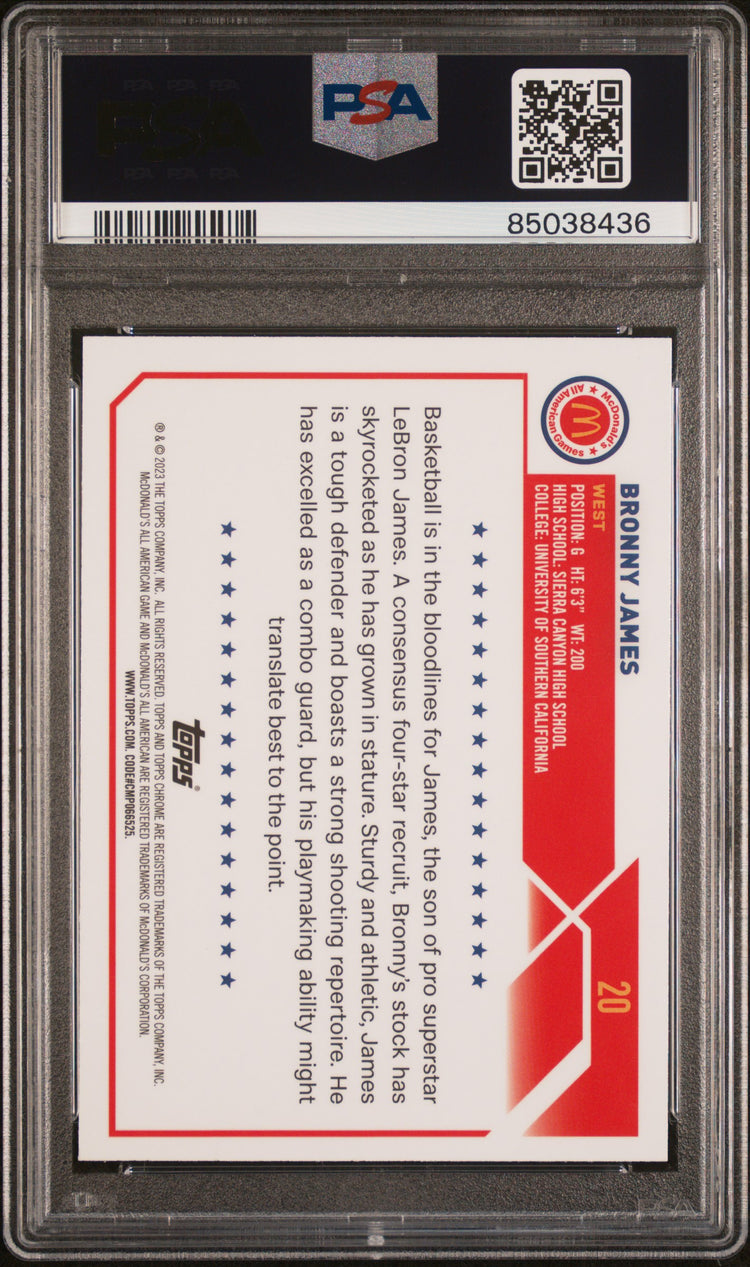 PSA
85038436
McDonald's
All American Games
BRONNY JAMES
WEST
POSITION: G HT: 6'3" WT: 200
HIGH SCHOOL: SIERRA CANYON HIGH SCHOOL
COLLEGE: UNIVERSITY OF SOUTHERN CALIFORNIA
20
Basketball is in the bloodlines for James, the son of pro superstar
LeBron James. A consensus four-star recruit, Bronny's stock has
skyrocketed as he has grown in stature. Sturdy and athletic, James
is a tough defender and boasts a strong shooting repertoire. He
has excelled as a combo guard, but his playmaking ability might
translate best to the point.
topps®
® & © 2023 THE TOPPS COMPANY, INC. ALL RIGHTS RESERVED. TOPPS AND TOPPS CHROME ARE REGISTERED TRADEMARKS OF THE TOPPS COMPANY, INC.
McDONALD'S ALL AMERICAN GAME AND McDONALD'S ALL AMERICAN ARE REGISTERED TRADEMARKS OF McDONALD'S CORPORATION.
WWW.TOPPS.COM. CODE#CMP066525.
PSA